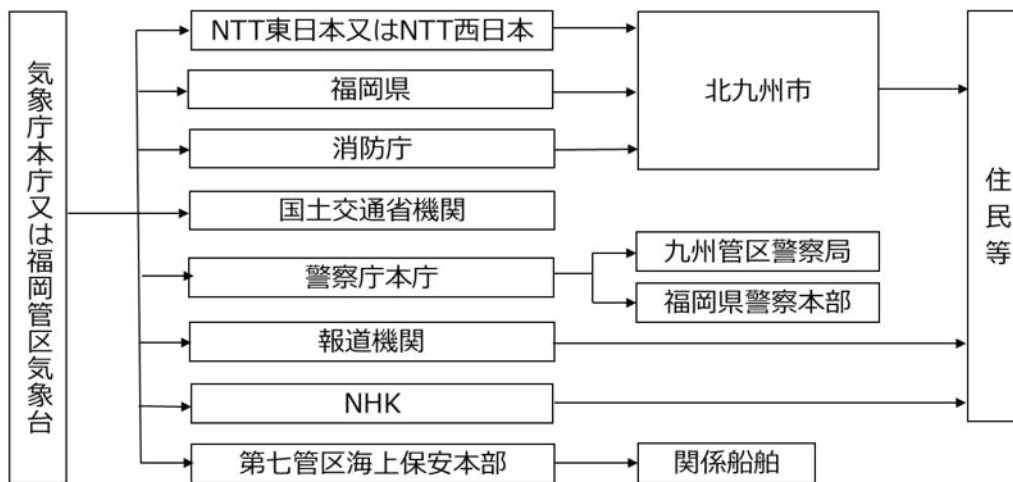 気象庁本庁又は福岡管区気象台
NTT東日本又はNTT西日本
福岡県
消防庁
国土交通省機関
警察庁本庁
報道機関
NHK
第七管区海上保安本部
北九州市
九州管区警察局
福岡県警察本部
関係船舶
住民等